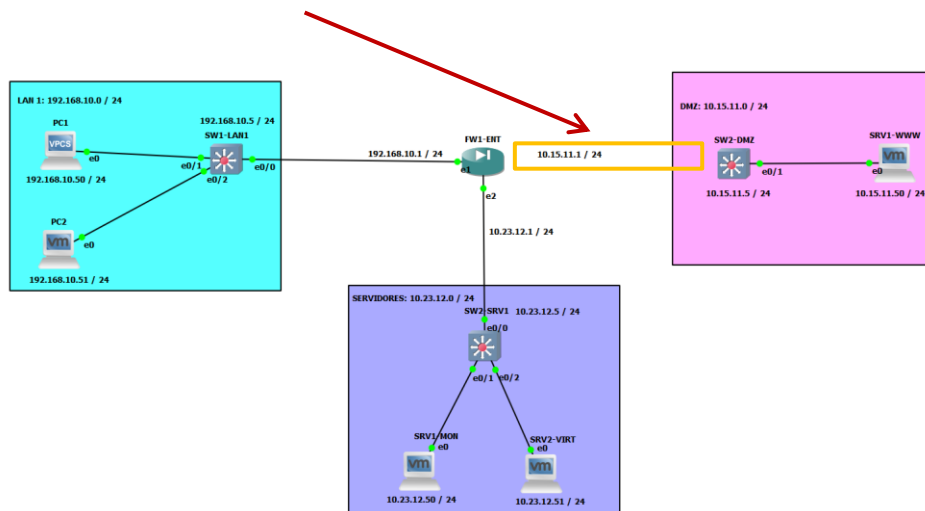 LAN 1: 192.168.10.0 / 24
PC1
VPCS
e0
192.168.10.50 / 24
192.168.10.5 / 24
SW1-LAN1
e0/1
e0/0
e0/2
PC2
vm
e0
192.168.10.51 / 24
192.168.10.1 / 24
FW1-ENT
e1
e2
10.15.11.1 / 24
10.23.12.1 / 24
DMZ: 10.15.11.0 / 24
SW2-DMZ
e0/1
10.15.11.5 / 24
SRV1-WWW
vm
e0
10.15.11.50 / 24
SERVIDORES: 10.23.12.0 / 24
SW2-SRV1
10.23.12.5 / 24
e0/0
e0/1
e0/2
SRV1-MON
e0
vm
10.23.12.50 / 24
SRV2-VIRT
e0
vm
10.23.12.51 / 24